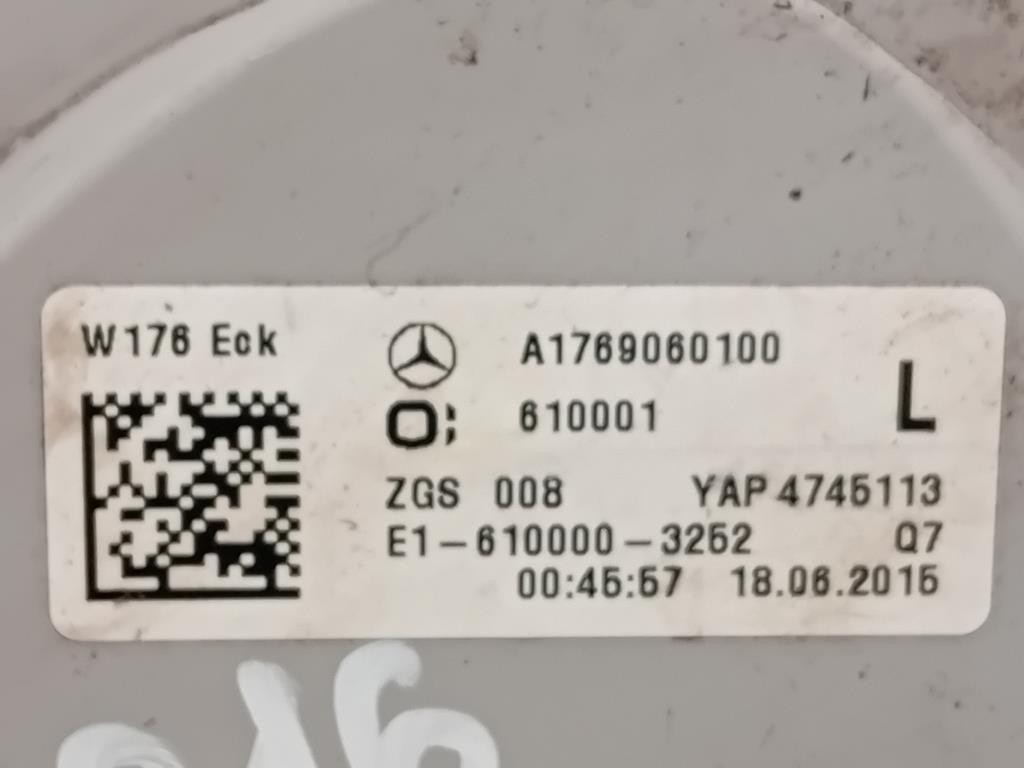 W176 Eck
A1769060100
610001
L
ZGS 008 YAP 4745113
E1-610000-3252 Q7
00:45:57 18.06.2015